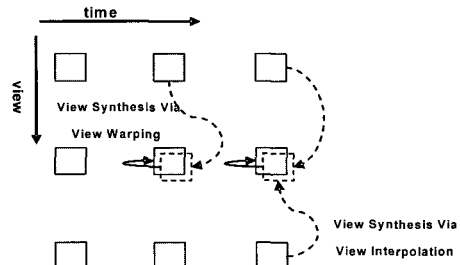 time
view
View Synthesis Via
View Warping
View Synthesis Via
View Interpolation